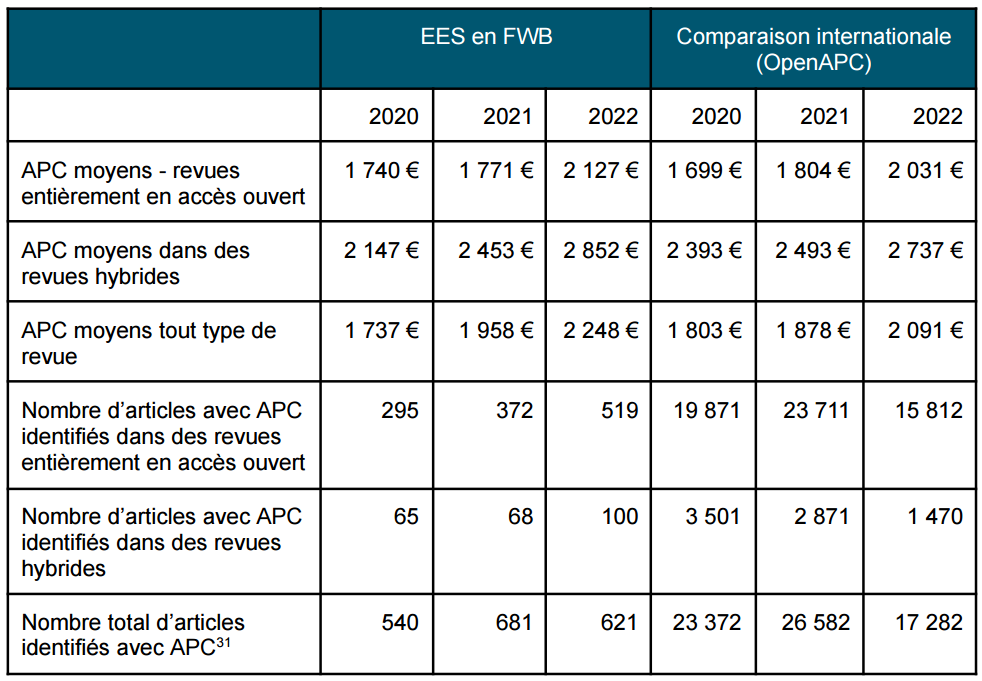 EES en FWB
Comparaison internationale
(OpenAPC)
2020 2021 2022 2020 2021 2022
APC moyens - revues
entièrement en accès ouvert
1 740 € 1 771 € 2 127 € 1 699 € 1 804 € 2 031 €
APC moyens dans des
revues hybrides
2 147 € 2 453 € 2 852 € 2 393 € 2 493 € 2 737 €
APC moyens tout type de
revue
1 737 € 1 958 € 2 248 € 1 803 € 1 878 € 2 091 €
Nombre d’articles avec APC
identifiés dans des revues
entièrement en accès ouvert
295 372 519 19 871 23 711 15 812
Nombre d’articles avec APC
identifiés dans des revues
hybrides
65 68 100 3 501 2 871 1 470
Nombre total d’articles
identifiés avec APC³¹
540 681 621 23 372 26 582 17 282